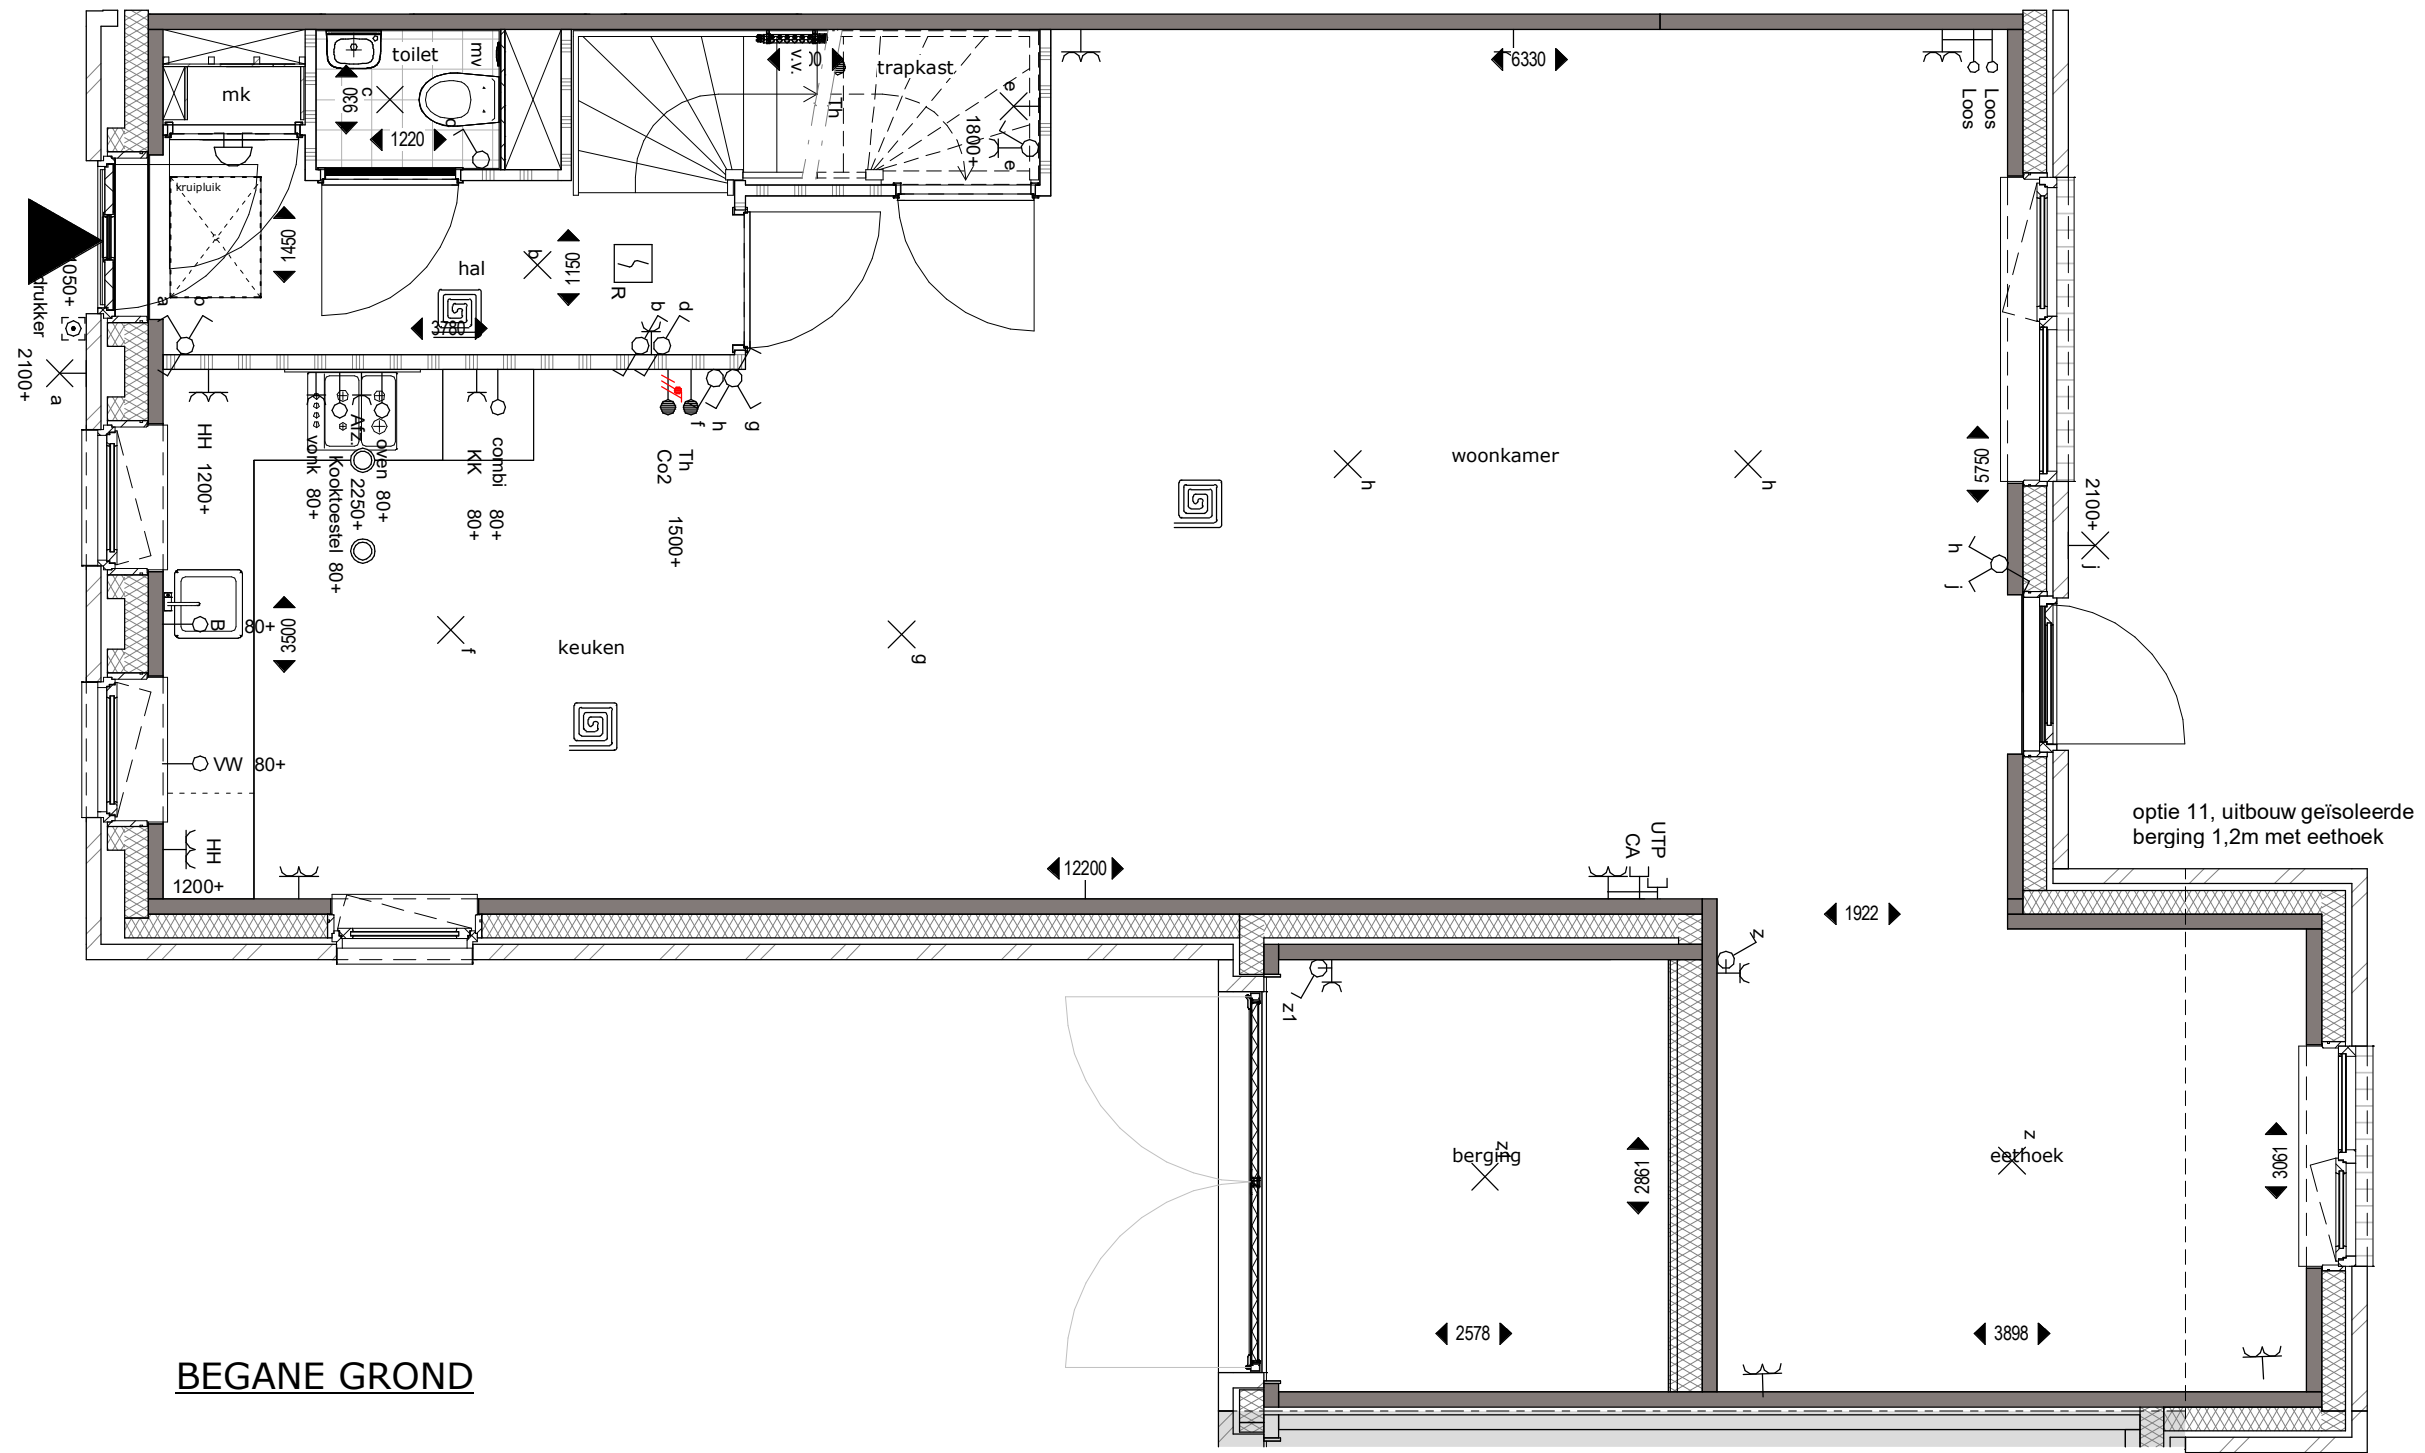 toilet
mv
v.v.
trapkast
6330
mk
930
c
1220
Th
1800+
e
e
Loos
Loos
kruipluik
1450
hal
b
1150
R
3780
050+
drukker
a
b
b
d
2100+
a
HH 1200+
vonk 80+
Kooktoestel 80+
Afz. 2250+
oven 80+
KK 80+
combi 80+
Co2
Th
1500+
f
h
g
woonkamer
h
h
5750
2100+
j
h
j
B 80+
3500
f
keuken
g
VW 80+
optie 11, uitbouw geïsoleerde
berging 1,2m met eethoek
HH
1200+
12200
CA
UTP
1922
z
z1
berging
z1
2861
z
eethoek
3061
2578
3898
BEGANE GROND